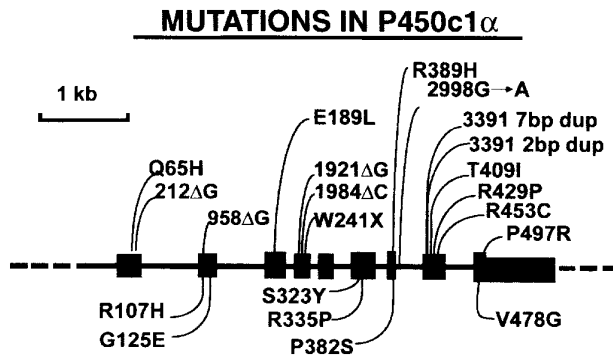 MUTATIONS IN P450c1α
1 kb
R389H
2998G→A
E189L
3391 7bp dup
3391 2bp dup
Q65H
212ΔG
1921ΔG
1984ΔC
W241X
T409I
R429P
R453C
958ΔG
P497R
R107H
G125E
S323Y
R335P
P382S
V478G